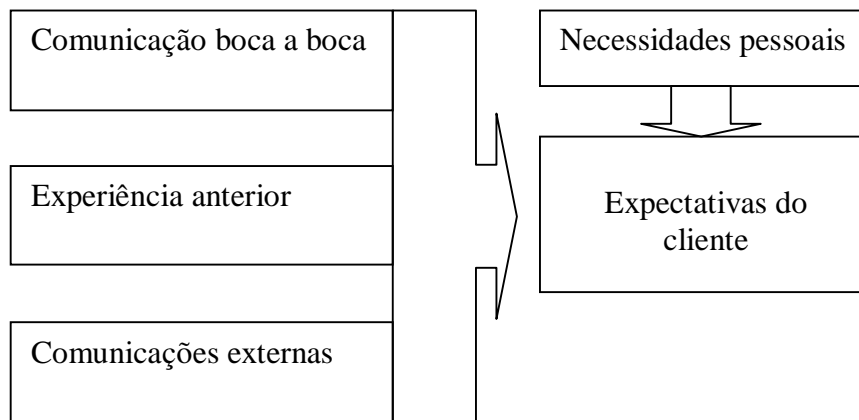 Comunicação boca a boca
Necessidades pessoais
Experiência anterior
Expectativas do
cliente
Comunicações externas